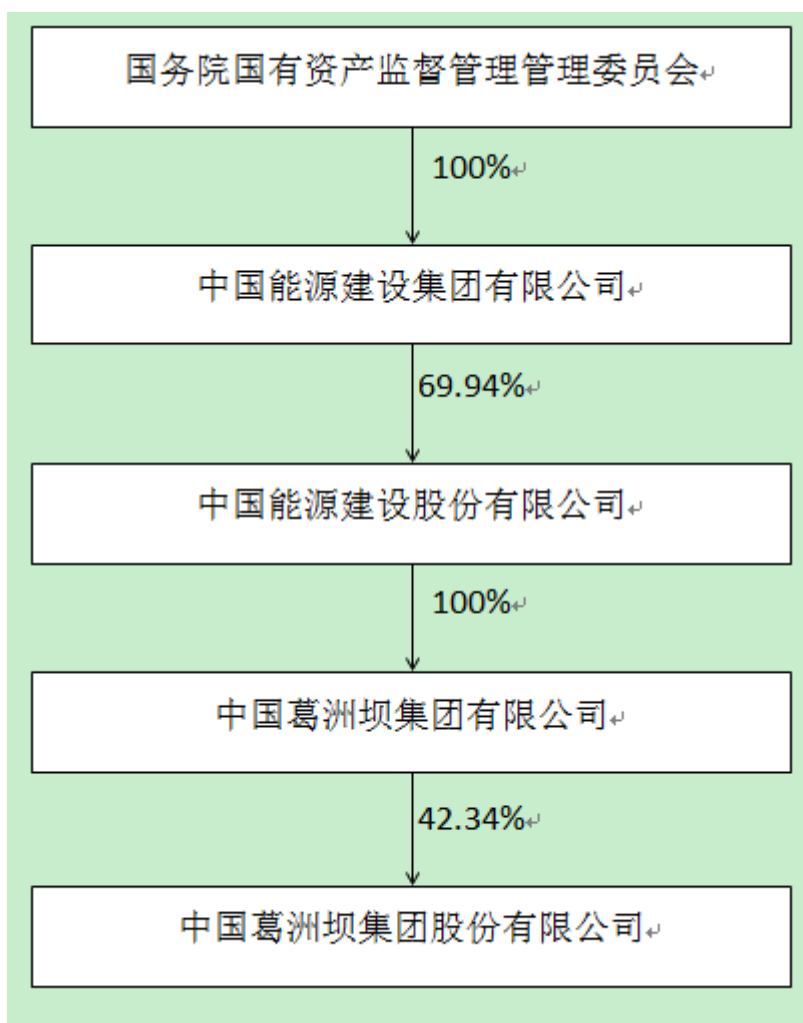 国务院国有资产监督管理管理委员会
100%
中国能源建设集团有限公司
69.94%
中国能源建设股份有限公司
100%
中国葛洲坝集团有限公司
42.34%
中国葛洲坝集团股份有限公司